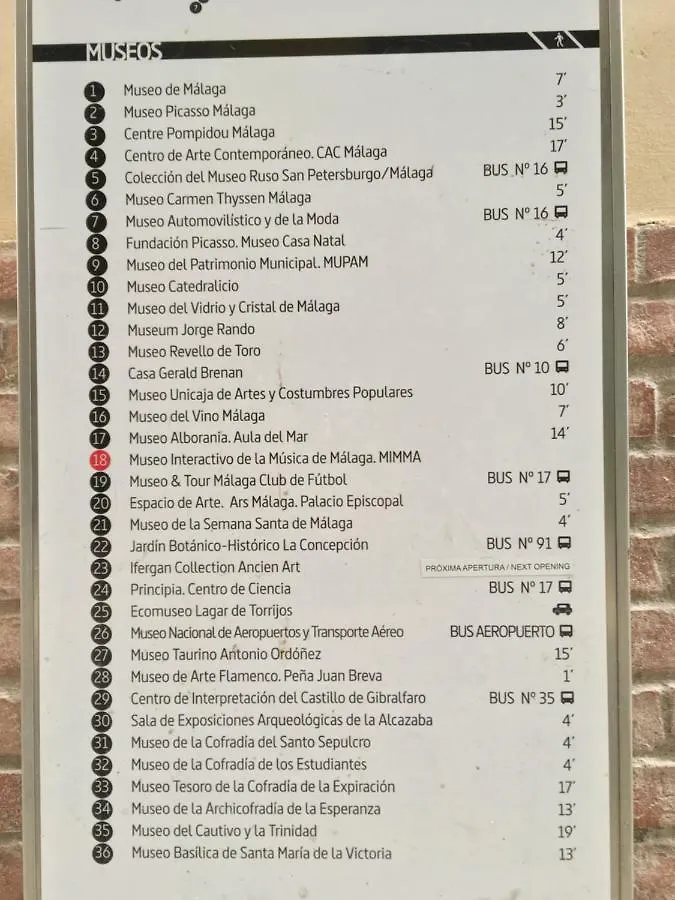 7
MUSEOS
1 Museo de Málaga 7'
2 Museo Picasso Málaga 3'
3 Centre Pompidou Málaga 15'
4 Centro de Arte Contemporáneo. CAC Málaga 17'
5 Colección del Museo Ruso San Petersburgo/Málaga BUS Nº 16
6 Museo Carmen Thyssen Málaga 5'
7 Museo Automovilístico y de la Moda BUS Nº 16
8 Fundación Picasso. Museo Casa Natal 4'
9 Museo del Patrimonio Municipal. MUPAM 12'
10 Museo Catedralicio 5'
11 Museo del Vidrio y Cristal de Málaga 5'
12 Museum Jorge Rando 8'
13 Museo Revello de Toro 6'
14 Casa Gerald Brenan BUS Nº 10
15 Museo Unicaja de Artes y Costumbres Populares 10'
16 Museo del Vino Málaga 7'
17 Museo Alborania. Aula del Mar 14'
18 Museo Interactivo de la Música de Málaga. MIMMA
19 Museo & Tour Málaga Club de Fútbol BUS Nº 17
20 Espacio de Arte. Ars Málaga. Palacio Episcopal 5'
21 Museo de la Semana Santa de Málaga 4'
22 Jardín Botánico-Histórico La Concepción BUS Nº 91
23 Ifergan Collection Ancien Art PRÓXIMA APERTURA / NEXT OPENING
24 Principia. Centro de Ciencia BUS Nº 17
25 Ecomuseo Lagar de Torrijos
26 Museo Nacional de Aeropuertos y Transporte Aéreo BUS AEROPUERTO
27 Museo Taurino Antonio Ordóñez 15'
28 Museo de Arte Flamenco. Peña Juan Breva 1'
29 Centro de Interpretación del Castillo de Gibralfaro BUS Nº 35
30 Sala de Exposiciones Arqueológicas de la Alcazaba 4'
31 Museo de la Cofradía del Santo Sepulcro 4'
32 Museo de la Cofradía de los Estudiantes 4'
33 Museo Tesoro de la Cofradía de la Expiración 17'
34 Museo de la Archicofradía de la Esperanza 13'
35 Museo del Cautivo y la Trinidad 19'
36 Museo Basílica de Santa María de la Victoria 13'